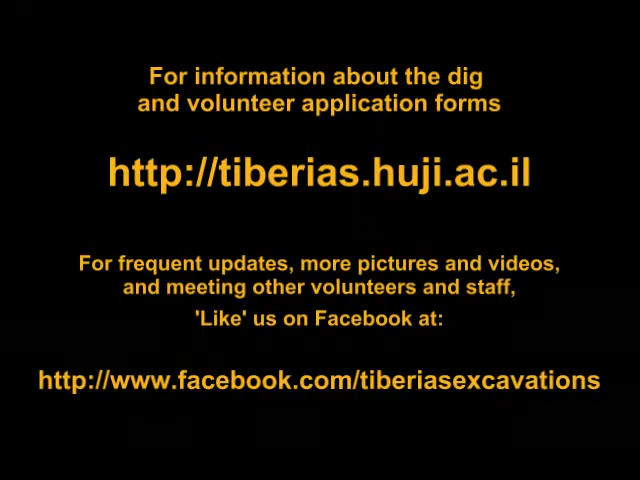 For information about the dig
and volunteer application forms
http://tiberias.huji.ac.il
For frequent updates, more pictures and videos,
and meeting other volunteers and staff,
'Like' us on Facebook at:
http://www.facebook.com/tiberiasexcavations